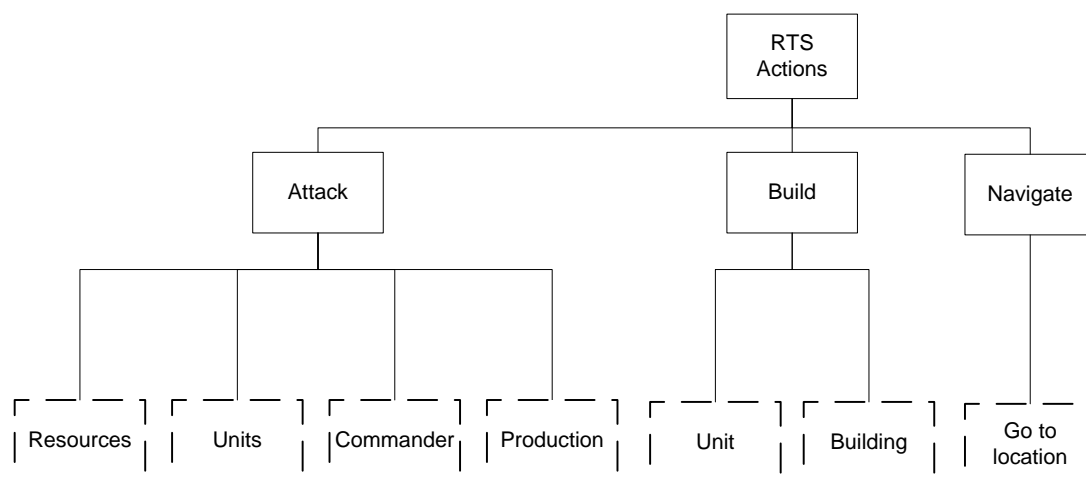 RTS
Actions
Attack
Build
Navigate
Resources
Units
Commander
Production
Unit
Building
Go to
location